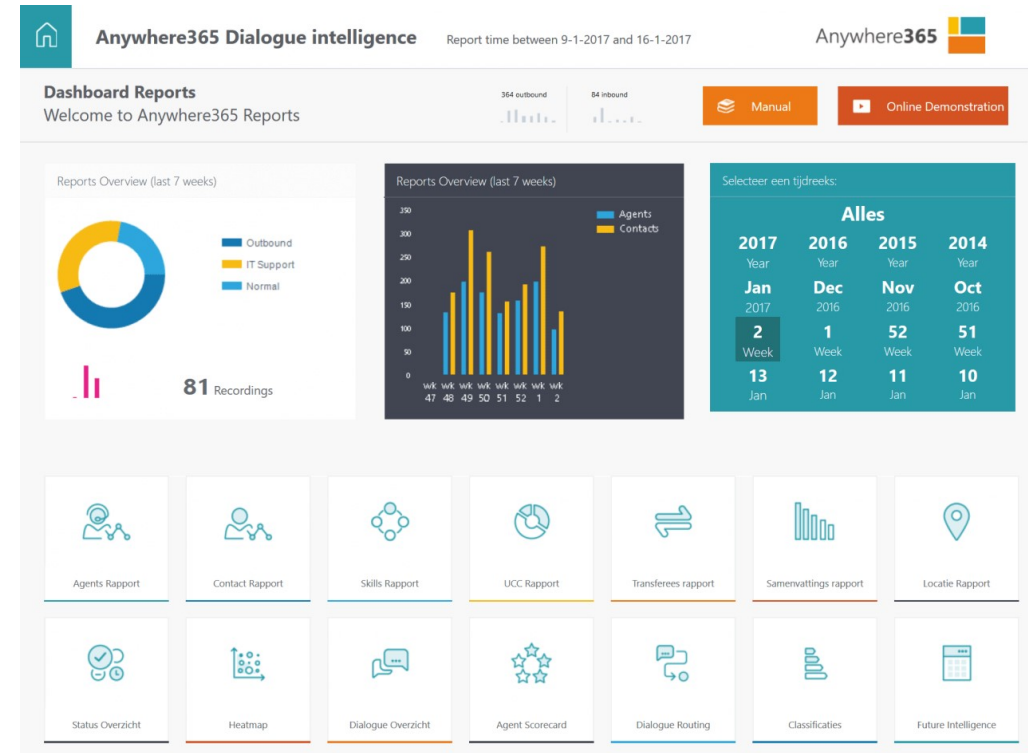 Anywhere365 Dialogue intelligence
Report time between 9-1-2017 and 16-1-2017
Anywhere365
Dashboard Reports
Welcome to Anywhere365 Reports
364 outbound
84 inbound
Manual
Online Demonstration
Reports Overview (last 7 weeks)
Outbound
IT Support
Normal
81 Recordings
Reports Overview (last 7 weeks)
350
300
250
200
150
100
50
0
Agents
Contacts
wk wk wk wk wk wk wk wk
47 48 49 50 51 52 1 2
Selecteer een tijdreeks:
Alles
2017 2016 2015 2014
Year Year Year Year
Jan Dec Nov Oct
2017 2016 2016 2016
2 1 52 51
Week Week Week Week
13 12 11 10
Jan Jan Jan Jan
Agents Rapport
Contact Rapport
Skills Rapport
UCC Rapport
Transferees rapport
Samenvattings rapport
Locatie Rapport
Status Overzicht
Heatmap
Dialogue Overzicht
Agent Scorecard
Dialogue Routing
Classificaties
Future Intelligence